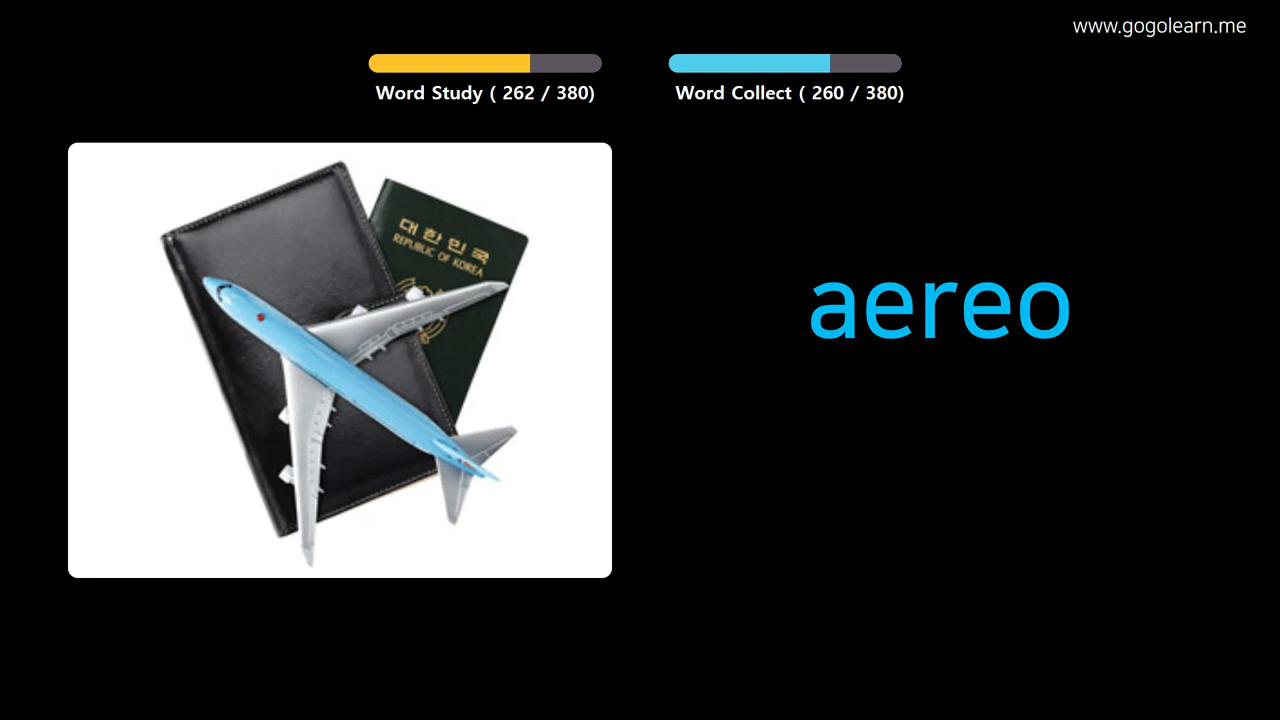 www.gogolearn.me
Word Study ( 262 / 380)
Word Collect ( 260 / 380)
대한민국
REPUBLIC OF KOREA
aereo